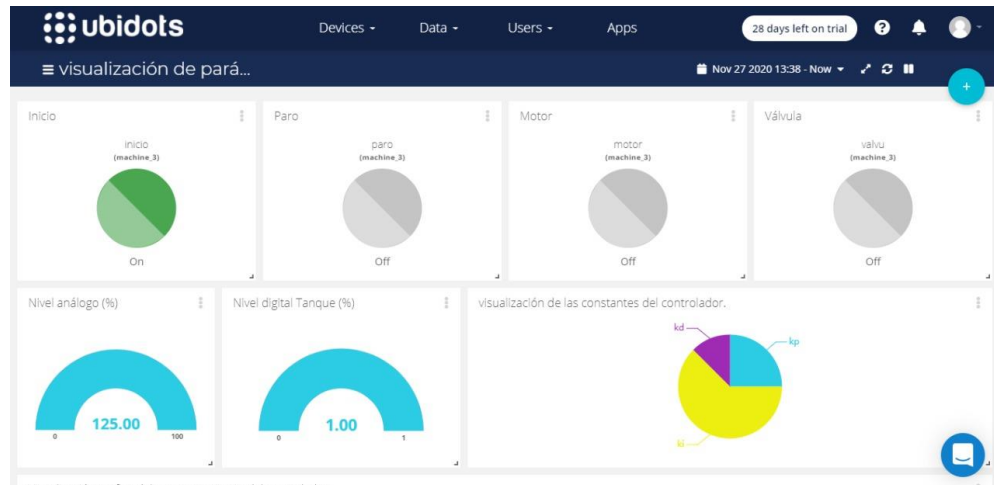 ubidots
Devices
Data
Users
Apps
28 days left on trial
?
visualización de pará...
Nov 27 2020 13:38 - Now
+
Inicio
inicio
(machine_3)
On
Paro
paro
(machine_3)
Off
Motor
motor
(machine_3)
Off
Válvula
valvu
(machine_3)
Off
Nivel análogo (%)
125.00
0
100
Nivel digital Tanque (%)
1.00
0
1
visualización de las constantes del controlador.
kd
kp
ki